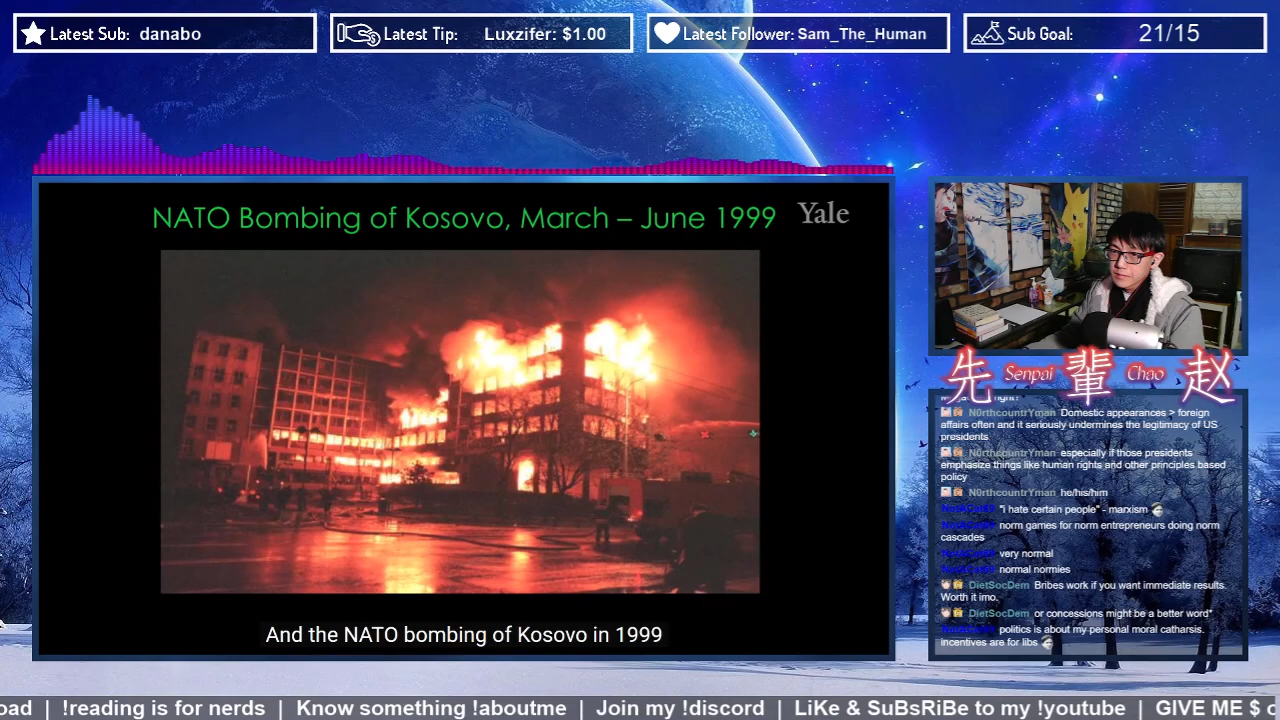 Latest Sub: danabo
Latest Tip: Luxzifer: $1.00
Latest Follower: Sam_The_Human
Sub Goal: 21/15
NATO Bombing of Kosovo, March – June 1999
Yale
And the NATO bombing of Kosovo in 1999
先 Senpai 輩 Chao 赵
right?
N0rthcountrYman Domestic appearances > foreign
affairs often and it seriously undermines the legitimacy of US
presidents
N0rthcountrYman especially if those presidents
emphasize things like human rights and other principles based
policy
N0rthcountrYman he/his/him
"i hate certain people" - marxism
norm games for norm entrepreneurs doing norm
cascades
very normal
normal normies
DietSocDem Bribes work if you want immediate results.
Worth it imo.
DietSocDem or concessions might be a better word*
politics is about my personal moral catharsis.
incentives are for libs
oad | !reading is for nerds | Know something !aboutme | Join my !discord | LiKe & SuBsRiBe to my !youtube | GIVE ME $ c